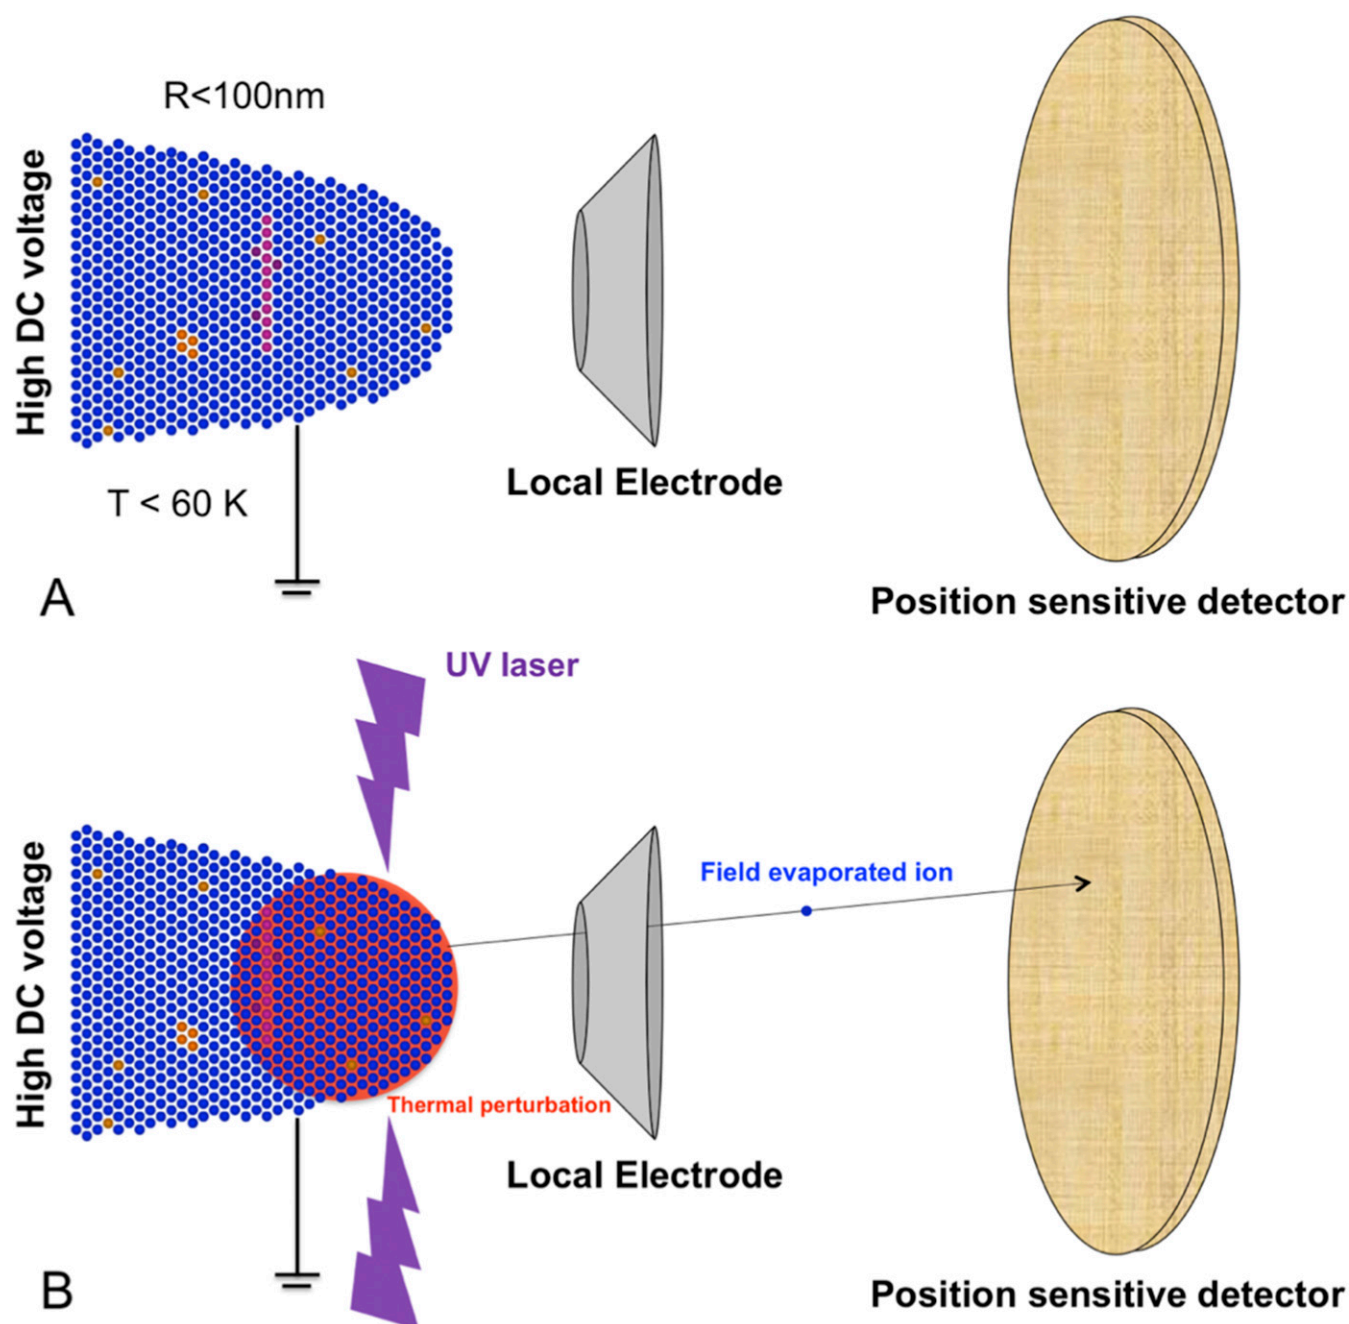 R<100nm
High DC voltage
T < 60 K
Local Electrode
Position sensitive detector
A
UV laser
Field evaporated ion
High DC voltage
Thermal perturbation
Local Electrode
Position sensitive detector
B